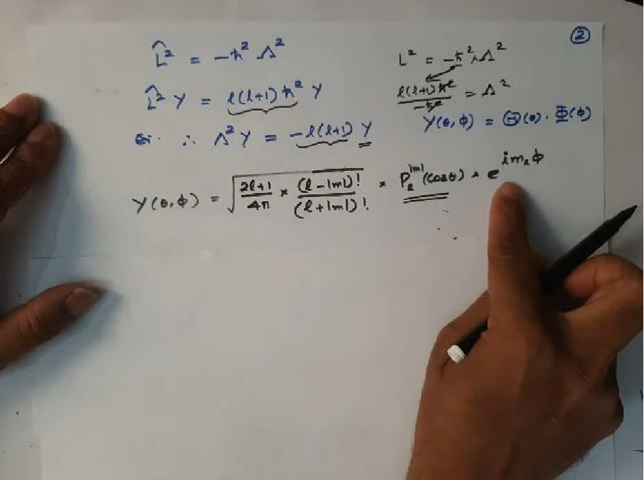 ②
L̂² = -ħ² Λ²
L̂² Y = l(l+1) ħ² Y
∴ Λ² Y = -l(l+1) Y
L² = -ħ² Λ²
l(l+1) ħ² / -ħ² = Λ²
Y(θ,φ) = Θ(θ) · Φ(φ)
Y(θ,φ) = √((2l+1)/4π × (l-|m|)!/(l+|m|)!) × P_l^|m| (cosθ) × e^(im_l φ)